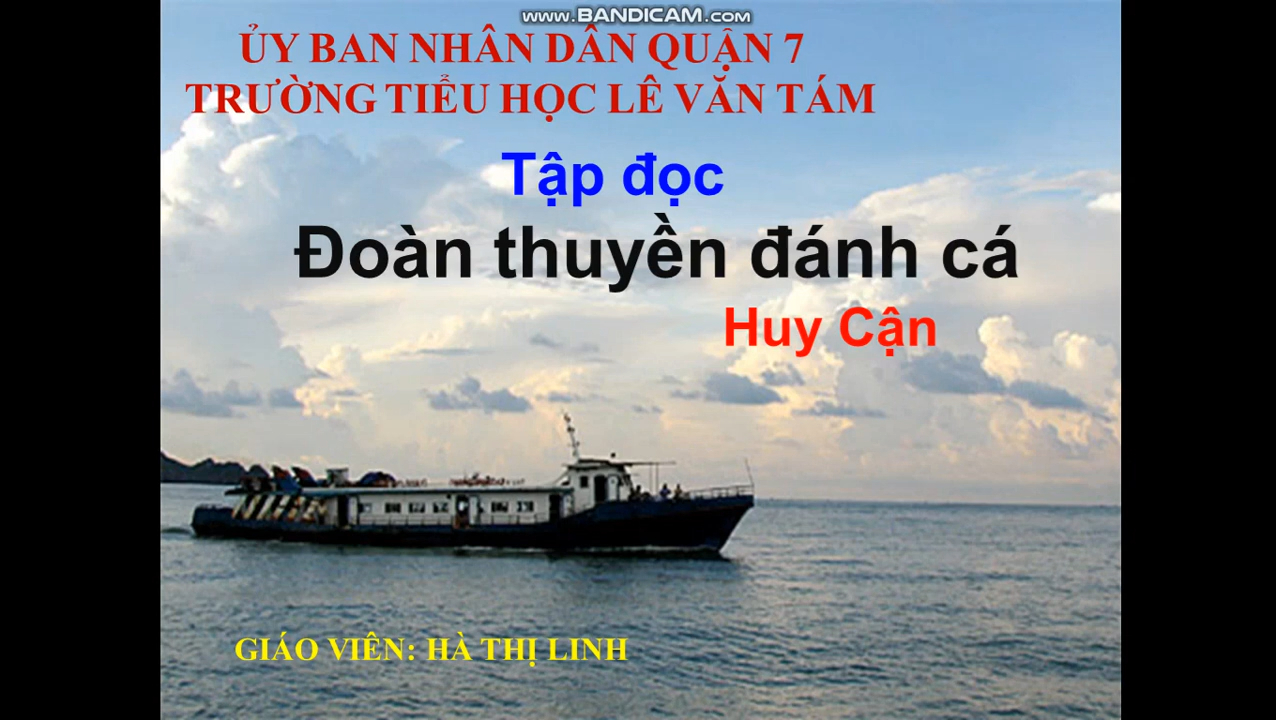 www.BANDICAM.com
ỦY BAN NHÂN DÂN QUẬN 7
TRƯỜNG TIỂU HỌC LÊ VĂN TÁM
Tập đọc
Đoàn thuyền đánh cá
Huy Cận
GIÁO VIÊN: HÀ THỊ LINH